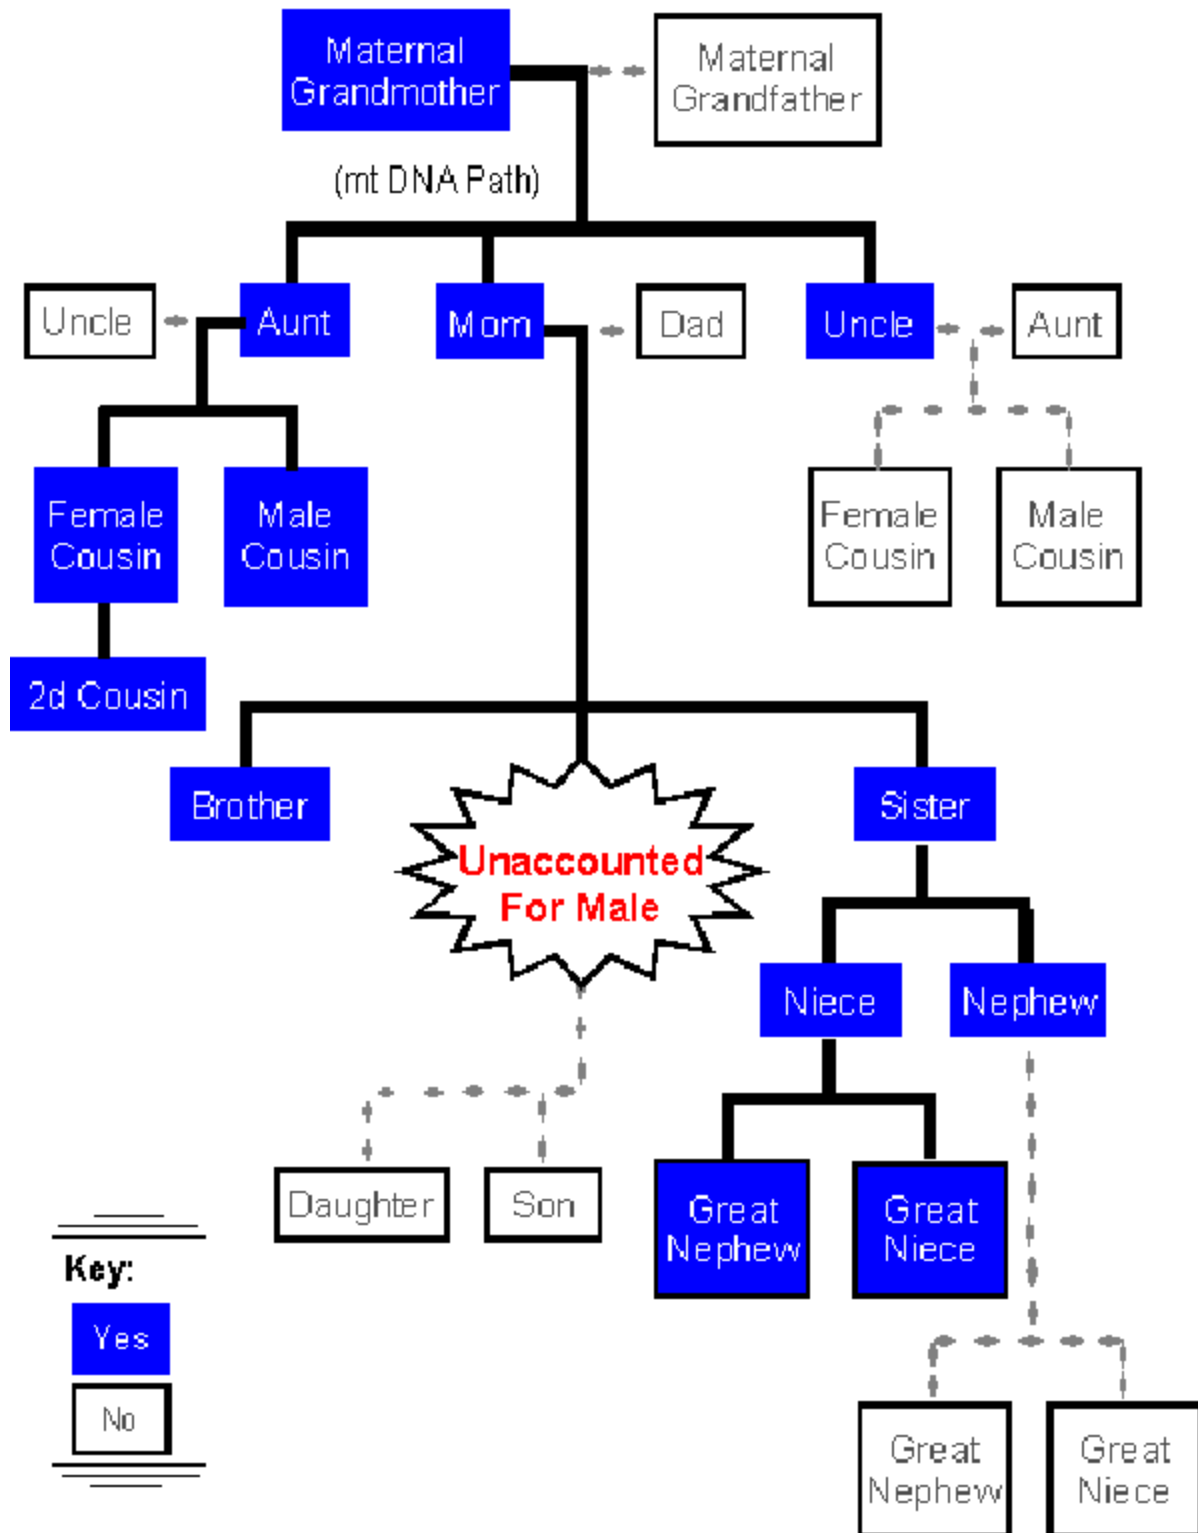 Maternal
Grandmother
Maternal
Grandfather
(mt DNA Path)
Uncle
Aunt
Mom
Dad
Uncle
Aunt
Female
Cousin
Male
Cousin
Female
Cousin
Male
Cousin
2d Cousin
Brother
Unaccounted
For Male
Sister
Niece
Nephew
Daughter
Son
Great
Nephew
Great
Niece
Key:
Yes
No
Great
Nephew
Great
Niece